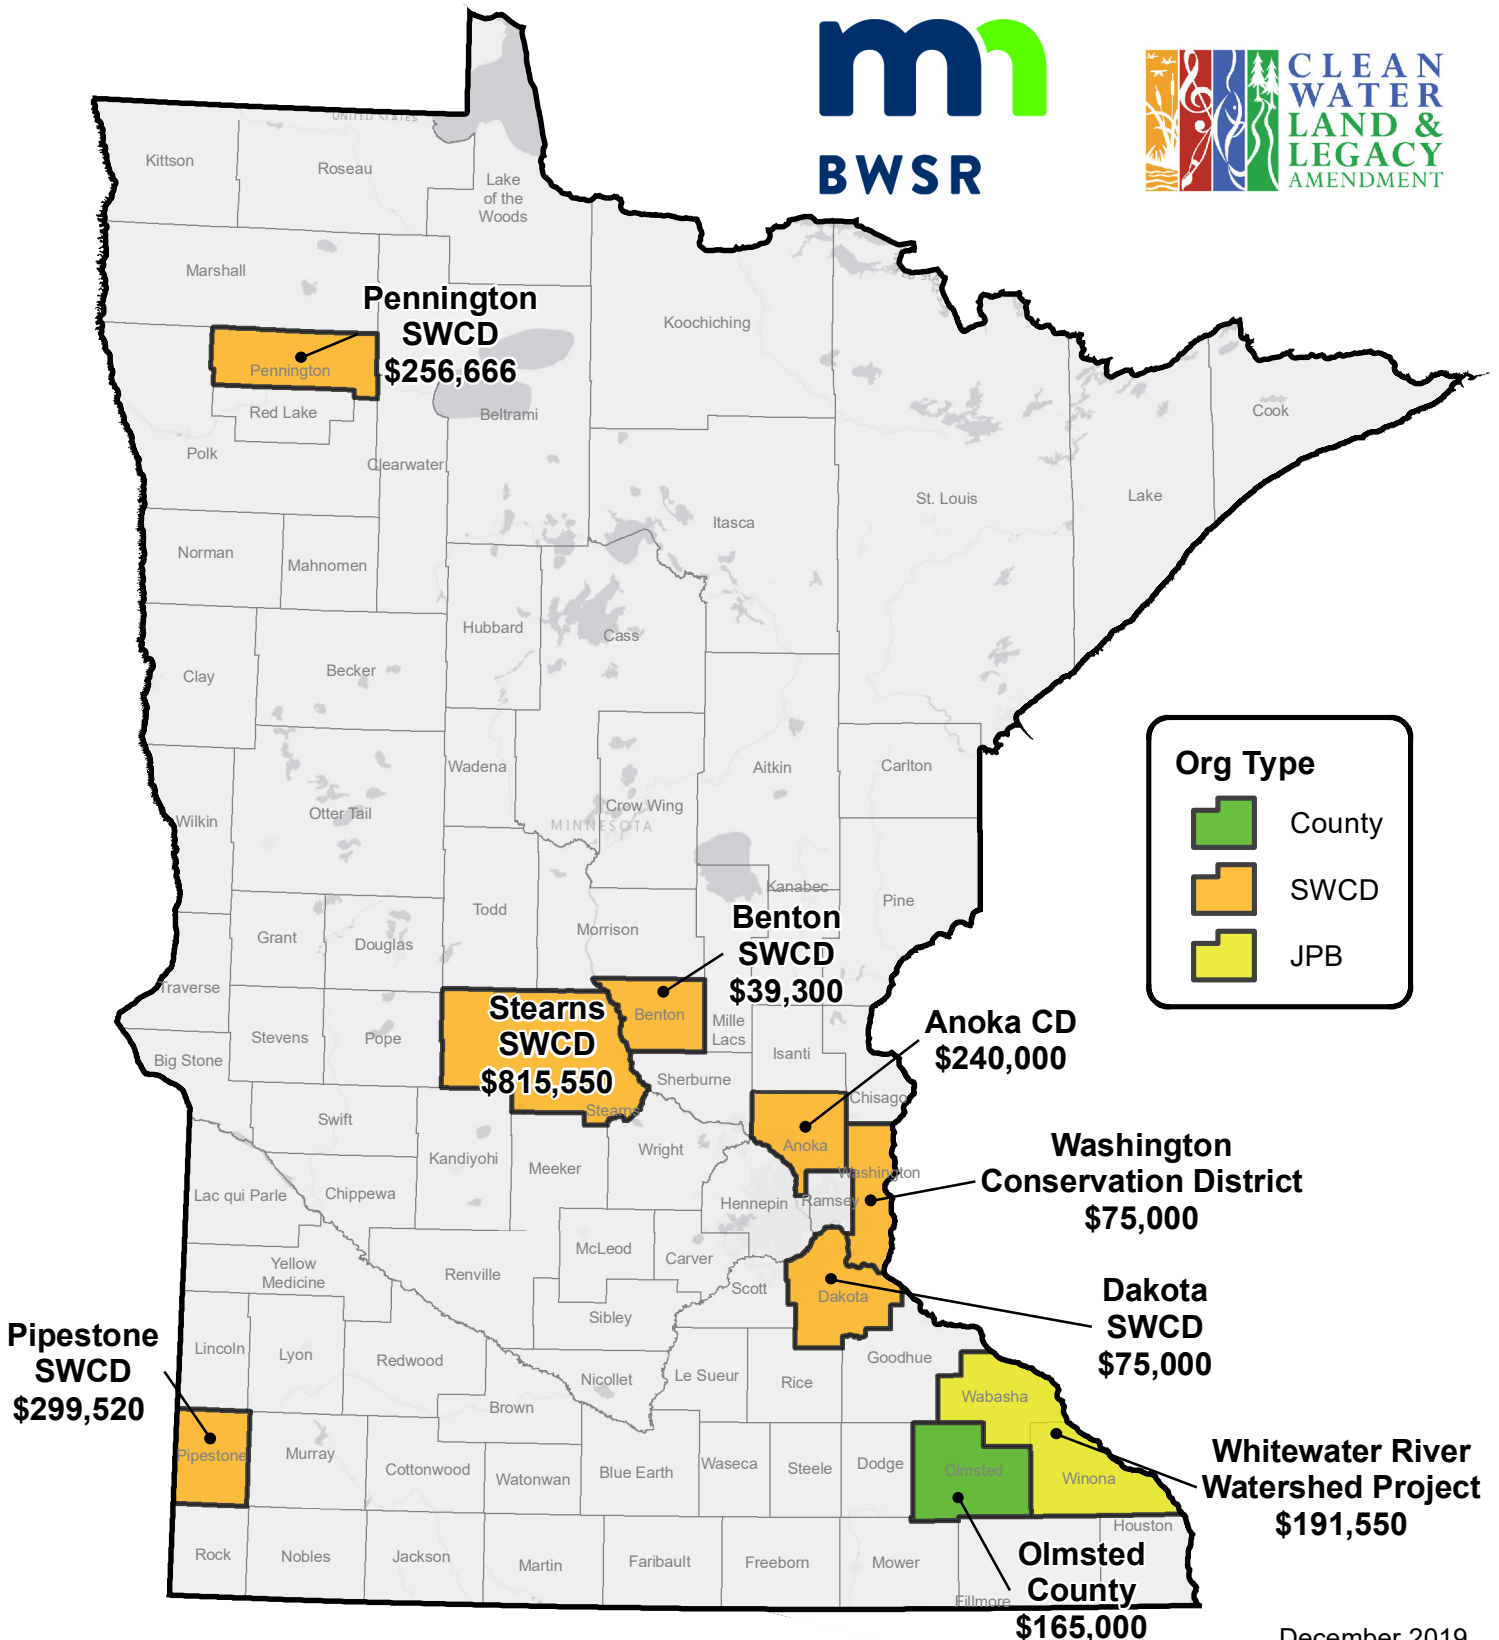 BWSR
CLEAN
WATER
LAND &
LEGACY
AMENDMENT
UNITED STATES
Kittson
Roseau
Lake
of the
Woods
Marshall
Pennington
SWCD
$256,666
Pennington
Koochiching
Red Lake
Beltrami
Cook
Polk
Clearwater
St. Louis
Lake
Itasca
Norman
Mahnomen
Hubbard
Cass
Clay
Becker
Wadena
Aitkin
Carlton
Otter Tail
Crow Wing
MINNESOTA
Wilkin
Org Type
County
SWCD
JPB
Kanabec
Pine
Todd
Morrison
Grant
Douglas
Benton
SWCD
$39,300
Traverse
Stearns
SWCD
$815,550
Benton
Mille
Lacs
Stevens
Pope
Isanti
Anoka CD
$240,000
Big Stone
Sherburne
Chisago
Stearns
Swift
Anoka
Wright
Kandiyohi
Meeker
Washington
Washington
Conservation District
$75,000
Lac qui Parle
Chippewa
Hennepin
Ramsey
McLeod
Carver
Yellow
Medicine
Renville
Scott
Dakota
Dakota
SWCD
$75,000
Sibley
Pipestone
SWCD
$299,520
Lincoln
Lyon
Redwood
Nicollet
Le Sueur
Rice
Goodhue
Wabasha
Brown
Pipestone
Murray
Cottonwood
Watonwan
Blue Earth
Waseca
Steele
Dodge
Olmsted
Winona
Whitewater River
Watershed Project
$191,550
Houston
Rock
Nobles
Jackson
Martin
Faribault
Freeborn
Mower
Fillmore
Olmsted
County
$165,000
December 2019